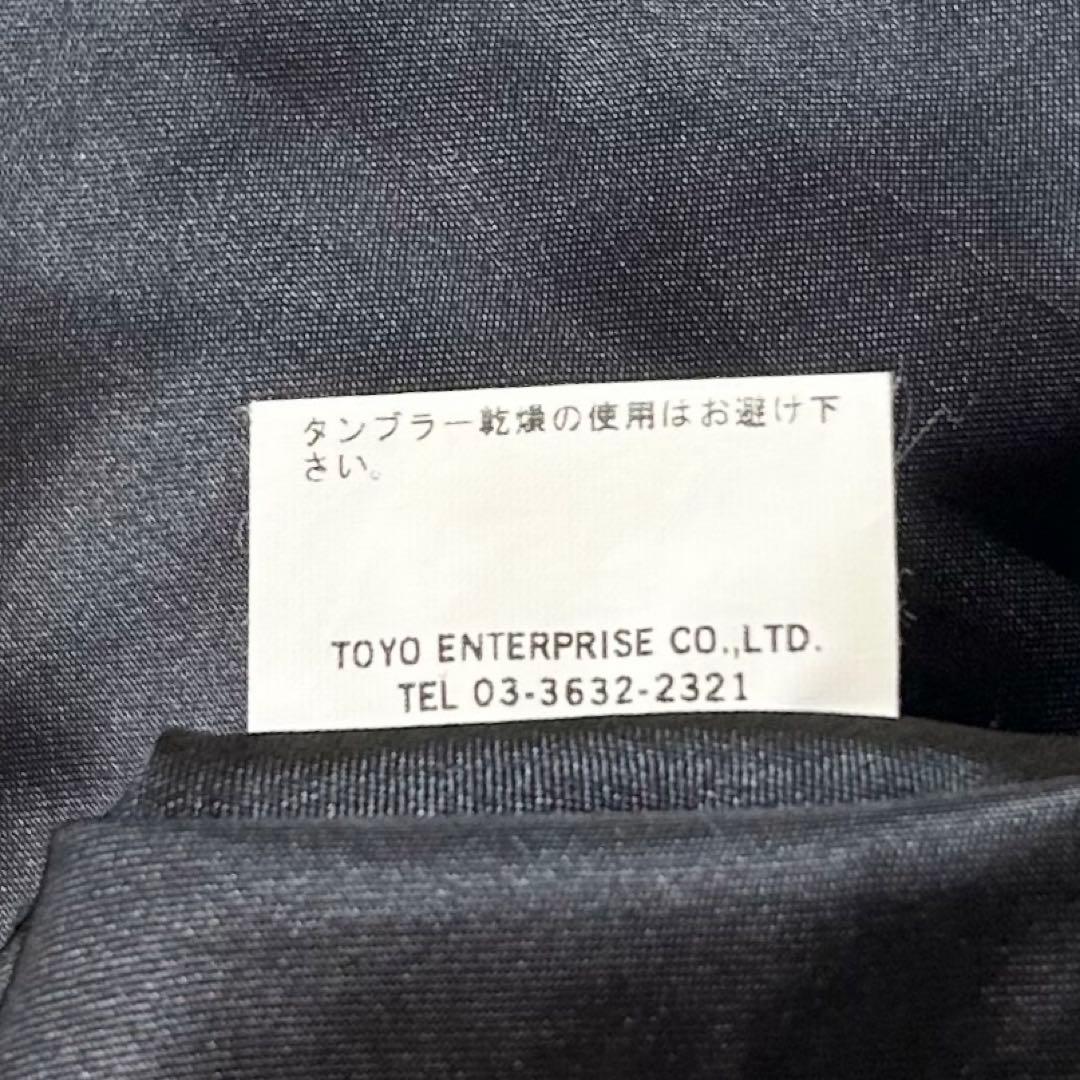 タンブラー乾燥の使用はお避け下
さい。
TOYO ENTERPRISE CO.,LTD.
TEL 03-3632-2321